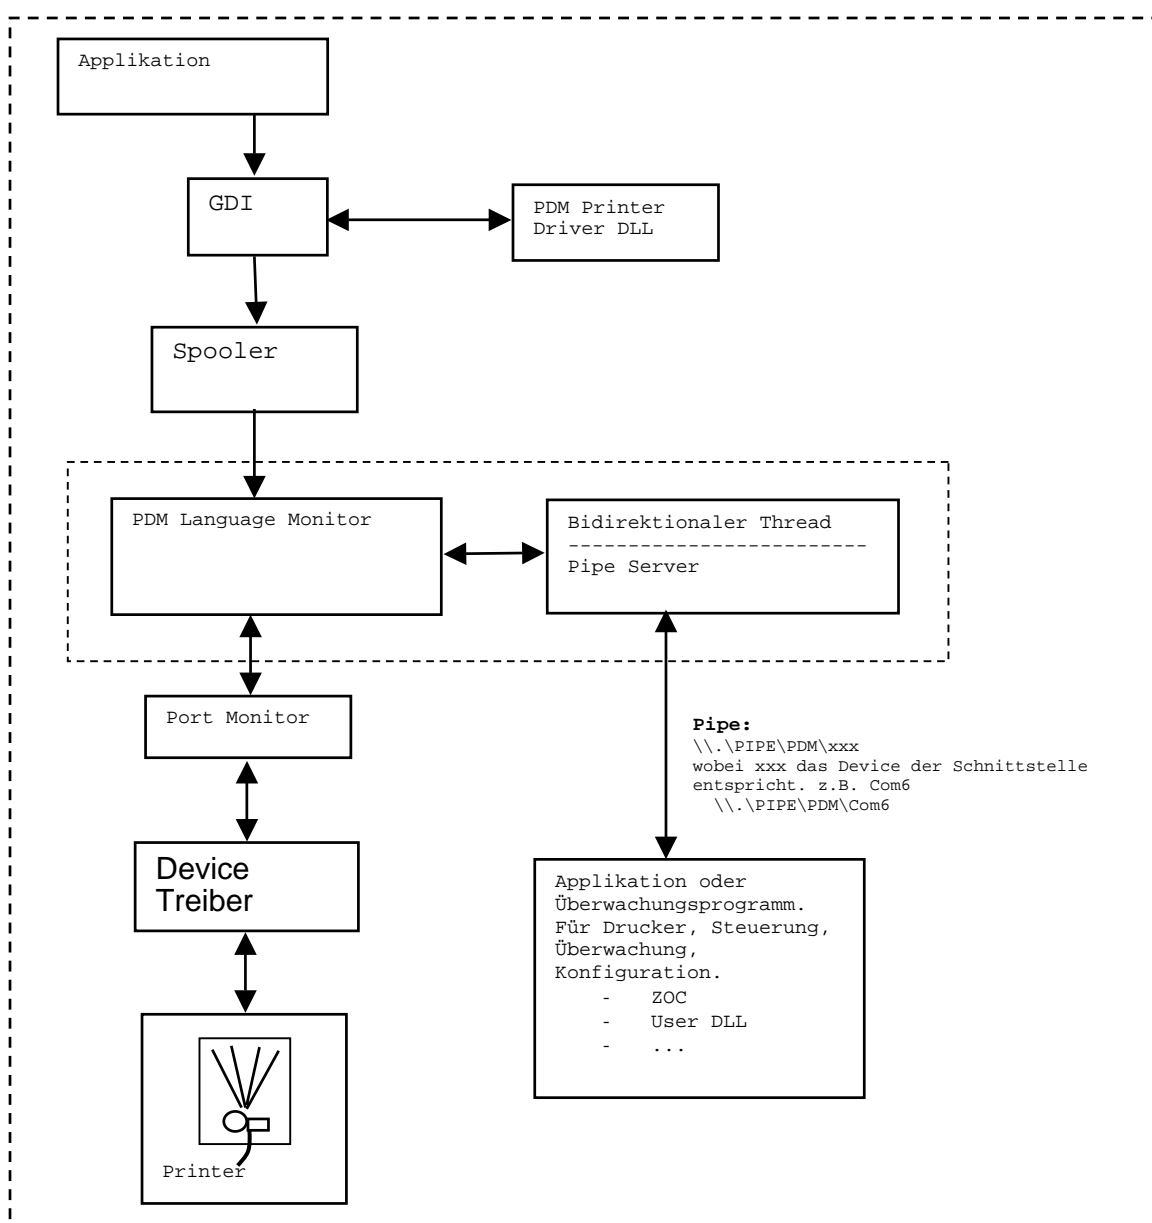 Applikation
GDI
PDM Printer
Driver DLL
Spooler
PDM Language Monitor
Bidirektionaler Thread
-------------------------
Pipe Server
Port Monitor
Pipe:
\\.\PIPE\PDM\xxx
wobei xxx das Device der Schnittstelle
entspricht. z.B. Com6
\\.\PIPE\PDM\Com6
Device
Treiber
Applikation oder
Überwachungsprogramm.
Für Drucker, Steuerung,
Überwachung,
Konfiguration.
- ZOC
- User DLL
- ...
Printer